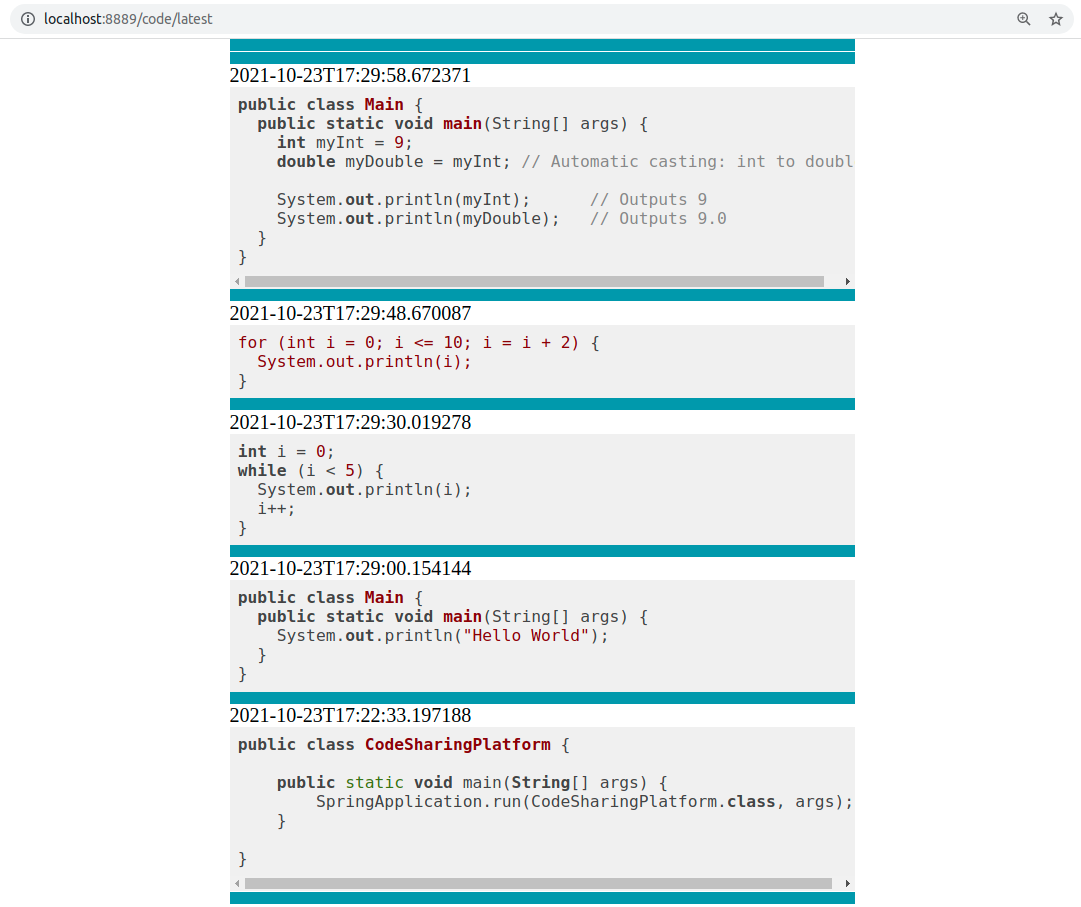 localhost:8889/code/latest
2021-10-23T17:29:58.672371
public class Main {
  public static void main(String[] args) {
    int myInt = 9;
    double myDouble = myInt; // Automatic casting: int to doubl

    System.out.println(myInt);      // Outputs 9
    System.out.println(myDouble);   // Outputs 9.0
  }
}
2021-10-23T17:29:48.670087
for (int i = 0; i <= 10; i = i + 2) {
  System.out.println(i);
}
2021-10-23T17:29:30.019278
int i = 0;
while (i < 5) {
  System.out.println(i);
  i++;
}
2021-10-23T17:29:00.154144
public class Main {
  public static void main(String[] args) {
    System.out.println("Hello World");
  }
}
2021-10-23T17:22:33.197188
public class CodeSharingPlatform {

    public static void main(String[] args) {
        SpringApplication.run(CodeSharingPlatform.class, args);
    }

}